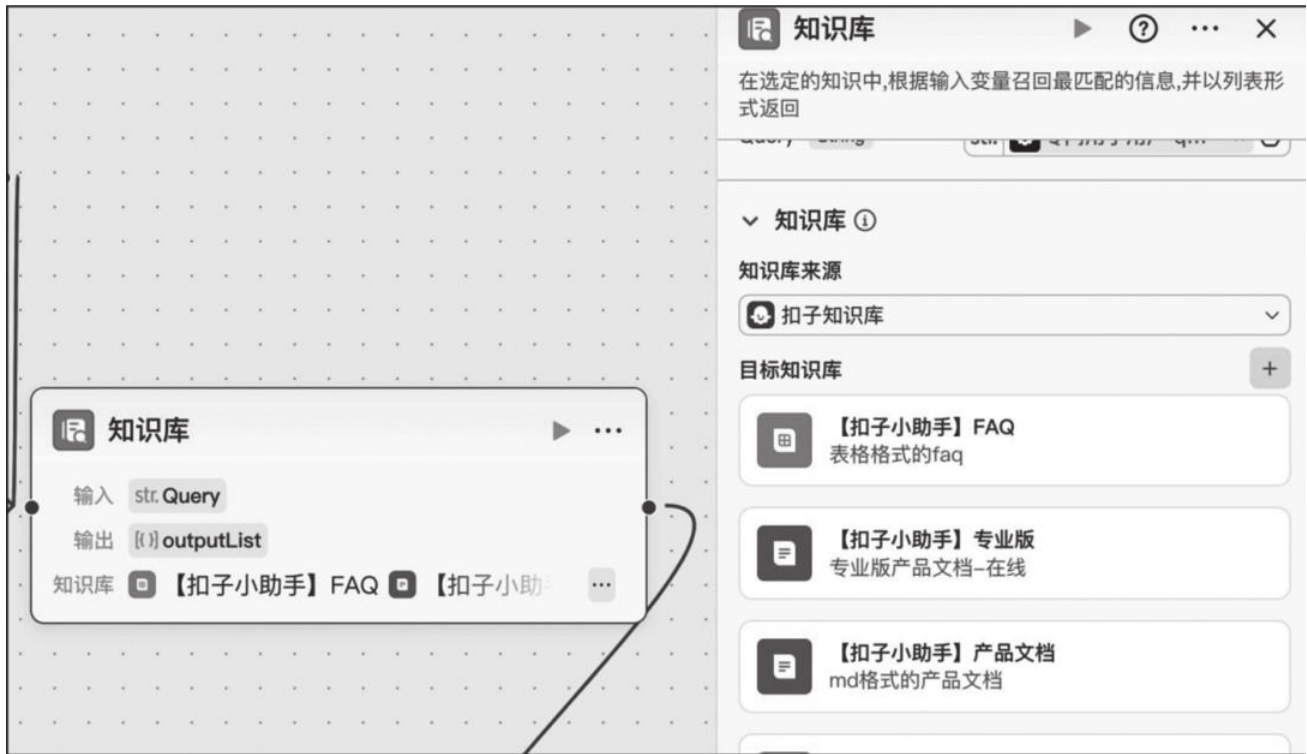 知识库
输入 str. Query
输出 [()] outputList
知识库 【扣子小助手】FAQ 【扣子小助
知识库
在选定的知识中,根据输入变量召回最匹配的信息,并以列表形
式返回
Query String
知识库
知识库来源
扣子知识库
目标知识库
+
【扣子小助手】FAQ
表格格式的faq
【扣子小助手】专业版
专业版产品文档–在线
【扣子小助手】产品文档
md格式的产品文档